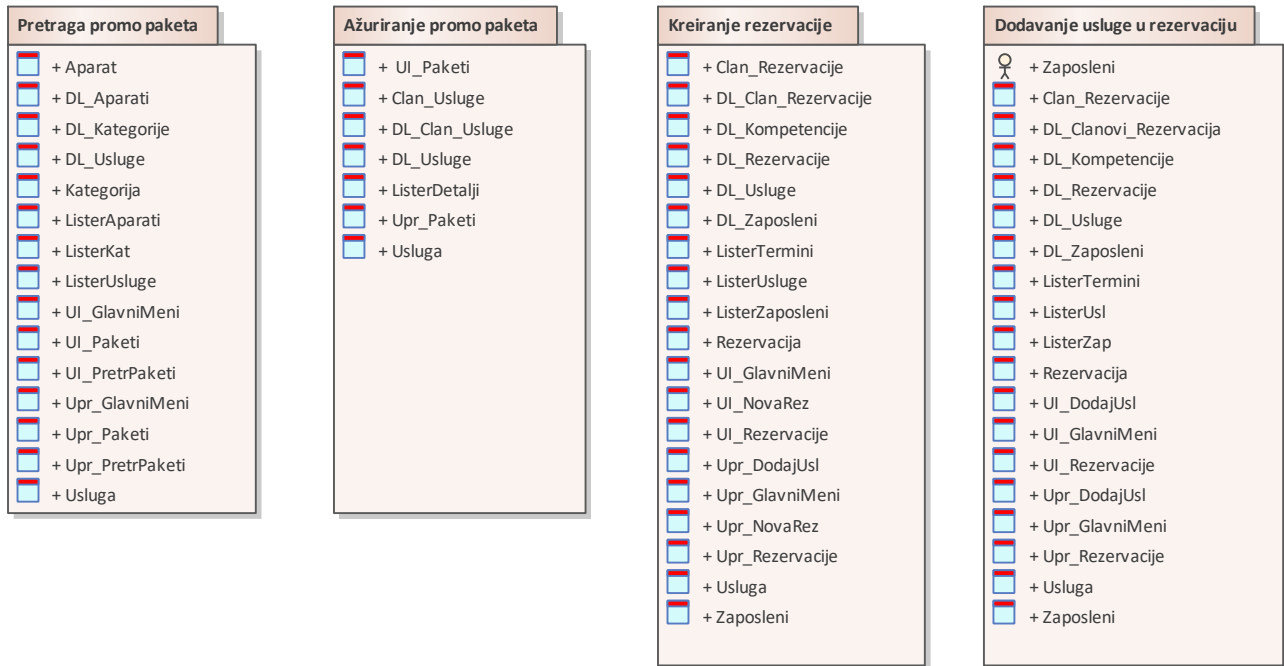 Pretraga promo paketa
+ Aparat
+ DL_Aparati
+ DL_Kategorije
+ DL_Usluge
+ Kategorija
+ ListerAparati
+ ListerKat
+ ListerUsluge
+ UI_GlavniMeni
+ UI_Paketi
+ UI_PretrPaketi
+ Upr_GlavniMeni
+ Upr_Paketi
+ Upr_PretrPaketi
+ Usluga
Ažuriranje promo paketa
+ UI_Paketi
+ Clan_Usluge
+ DL_Clan_Usluge
+ DL_Usluge
+ ListerDetalji
+ Upr_Paketi
+ Usluga
Kreiranje rezervacije
+ Clan_Rezervacije
+ DL_Clan_Rezervacije
+ DL_Kompetencije
+ DL_Rezervacije
+ DL_Usluge
+ DL_Zaposleni
+ ListerTermini
+ ListerUsluge
+ ListerZaposleni
+ Rezervacija
+ UI_GlavniMeni
+ UI_NovaRez
+ UI_Rezervacije
+ Upr_DodajUsl
+ Upr_GlavniMeni
+ Upr_NovaRez
+ Upr_Rezervacije
+ Usluga
+ Zaposleni
Dodavanje usluge u rezervaciju
+ Zaposleni
+ Clan_Rezervacije
+ DL_Clanovi_Rezervacija
+ DL_Kompetencije
+ DL_Rezervacije
+ DL_Usluge
+ DL_Zaposleni
+ ListerTermini
+ ListerUsl
+ ListerZap
+ Rezervacija
+ UI_DodajUsl
+ UI_GlavniMeni
+ UI_Rezervacije
+ Upr_DodajUsl
+ Upr_GlavniMeni
+ Upr_Rezervacije
+ Usluga
+ Zaposleni